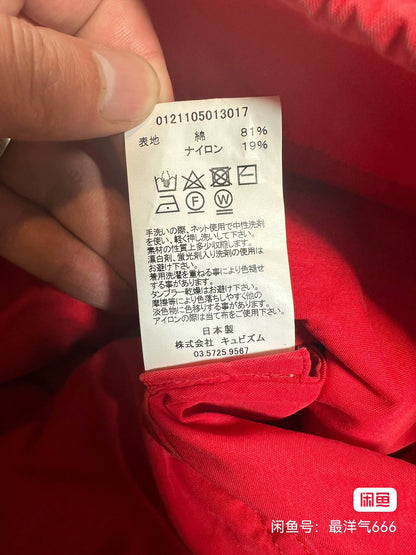 0121105013017
表地 綿 81%
ナイロン 19%
F W
手洗いの際、ネット使用で中性洗剤
を使い、軽く押し洗いして下さい。
素材の性質上多少収縮します。
漂白剤、蛍光剤入り洗剤の使用は
お避け下さい。
着用洗濯を重ねる事により色褪せ
する事があります。
タンブラー乾燥はお避け下さい。
摩擦等により色落ちしやすく他の
淡色物に色移りする事があります。
アイロンの際は当て布をご使用下さい。
日本製
株式会社 キュビズム
03.5725.9567
闲鱼
闲鱼号：最洋气666